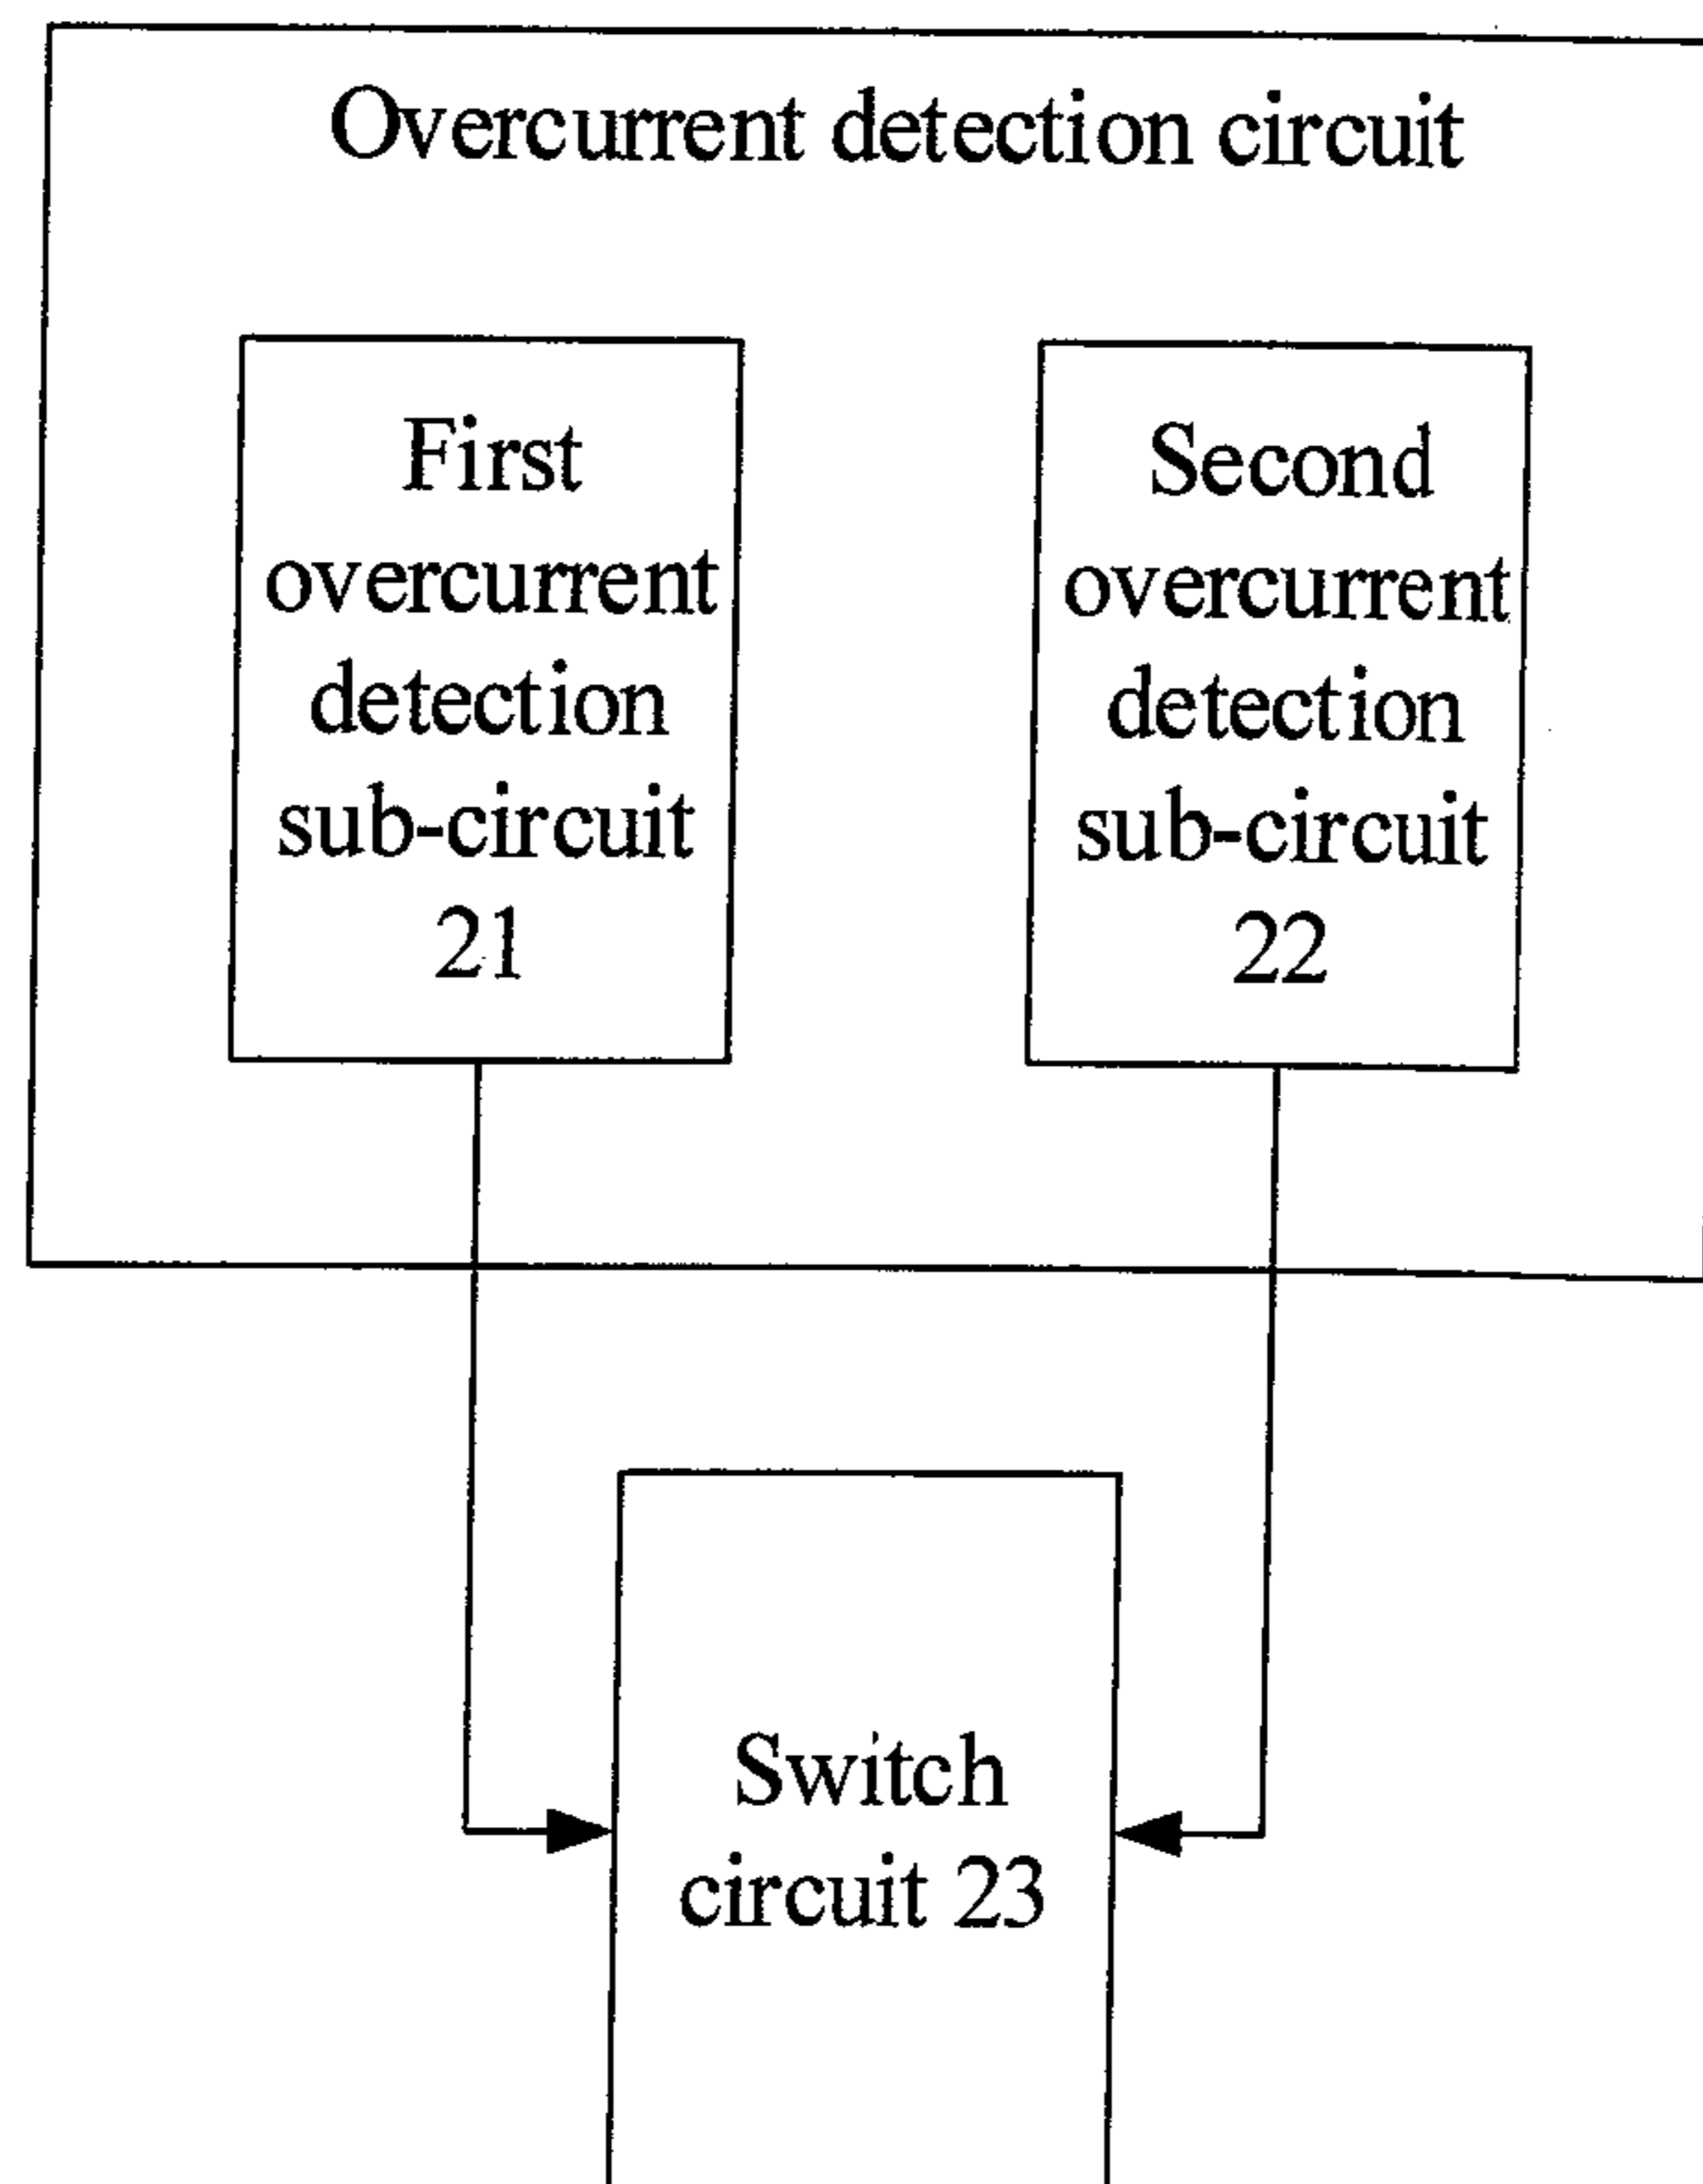 Overcurrent detection circuit
First
overcurrent
detection
sub-circuit
21
Second
overcurrent
detection
sub-circuit
22
Switch
circuit 23